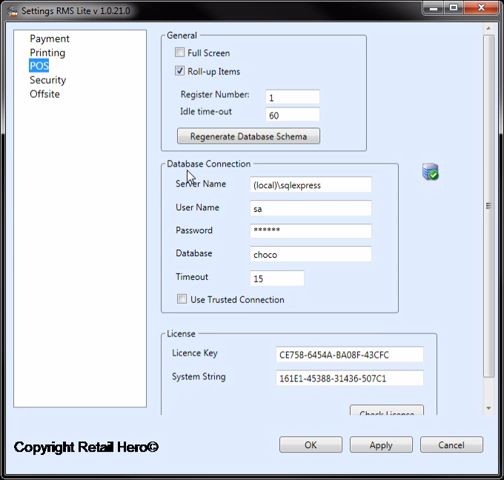 Settings RMS Lite v 1.0.21.0
Payment
Printing
POS
Security
Offsite
General
Full Screen
Roll-up Items
Register Number: 1
Idle time-out 60
Regenerate Database Schema
Database Connection
Server Name (local)\sqlexpress
User Name sa
Password ******
Database choco
Timeout 15
Use Trusted Connection
License
Licence Key CE758-6454A-BA08F-43CFC
System String 161E1-45388-31436-507C1
Check License
Copyright Retail Hero©
OK Apply Cancel